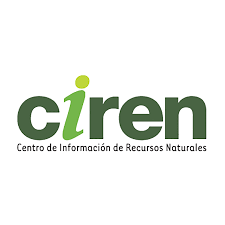 ciren
Centro de Información de Recursos Naturales